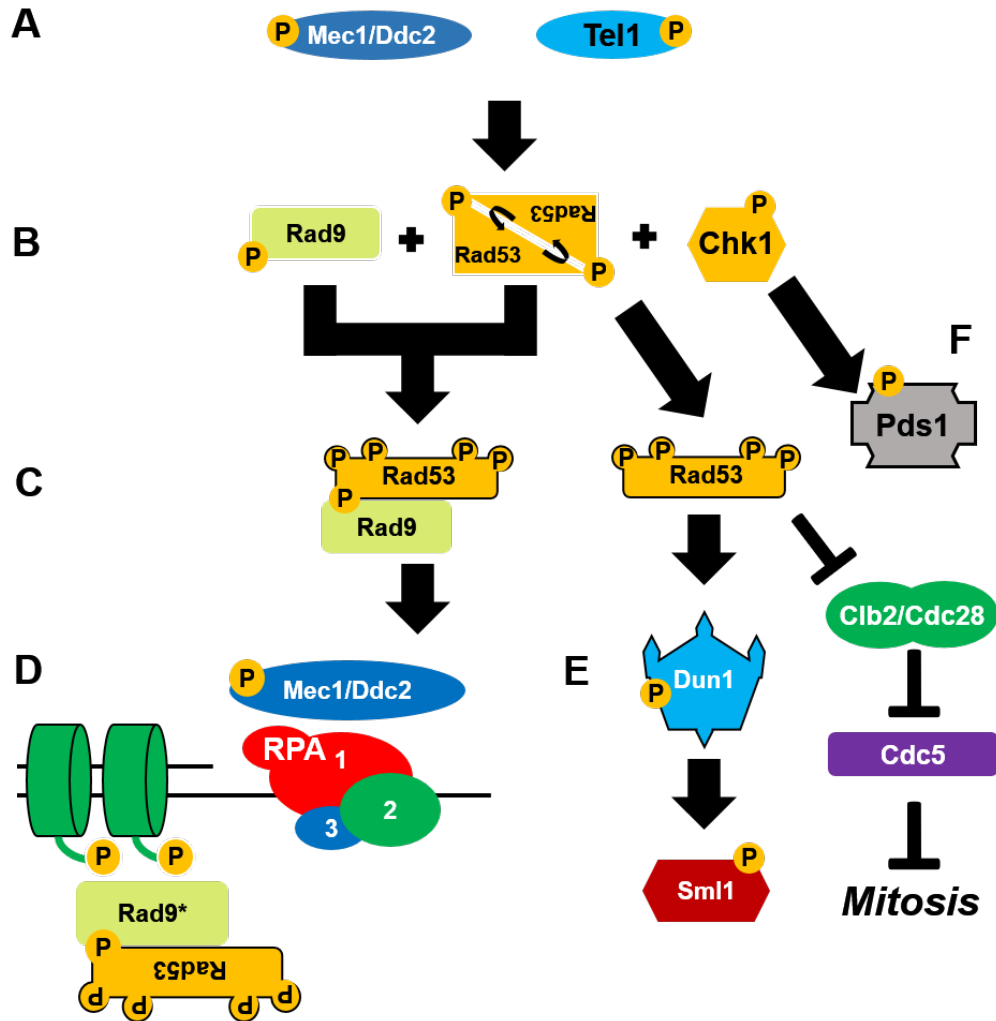 A
P
Mec1/Ddc2
Tel1
P
B
Rad9
P
+
P
Rad53
Rad53
P
+
P
Chk1
F
P
Pds1
C
P P P P
Rad53
P
Rad9
P P P P
Rad53
Clb2/Cdc28
D
P
Mec1/Ddc2
E
P
Dun1
RPA 1
2
3
Cdc5
P
P
Rad9*
P
Rad53
P P P P
P
Sml1
Mitosis